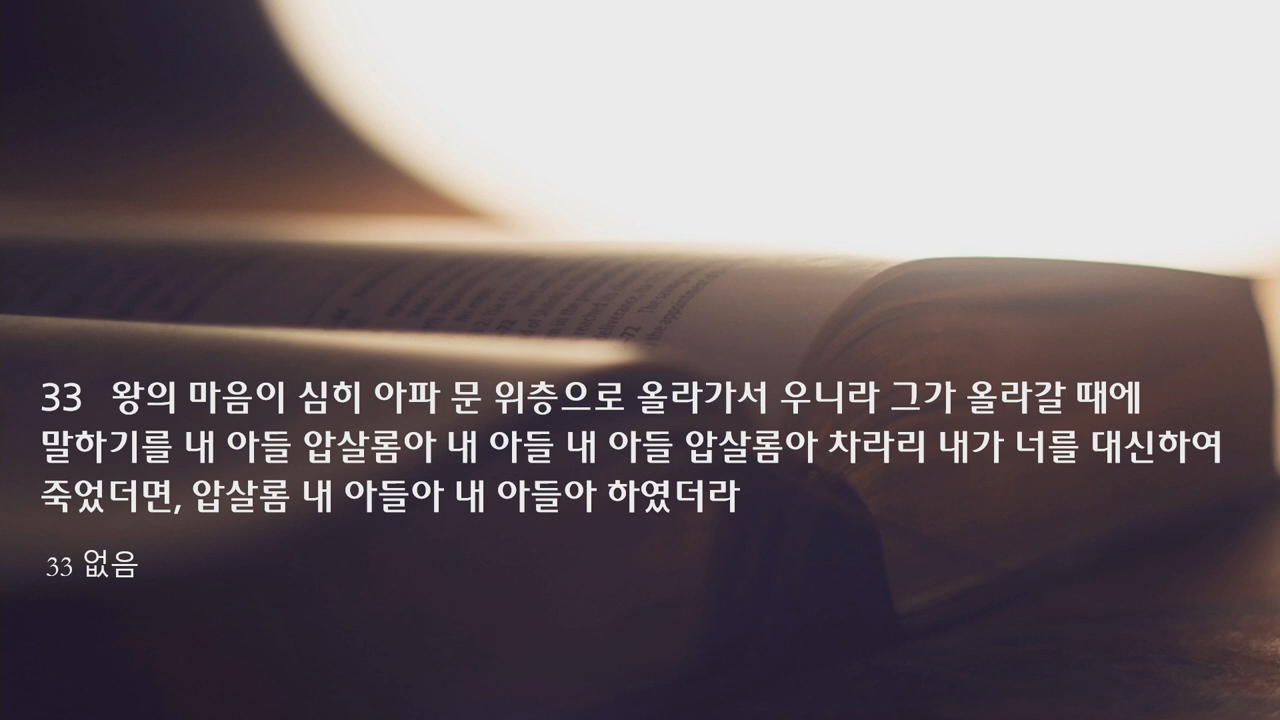 33 왕의 마음이 심히 아파 문 위층으로 올라가서 우니라 그가 올라갈 때에
말하기를 내 아들 압살롬아 내 아들 내 아들 압살롬아 차라리 내가 너를 대신하여
죽었더면, 압살롬 내 아들아 내 아들아 하였더라
33 없음